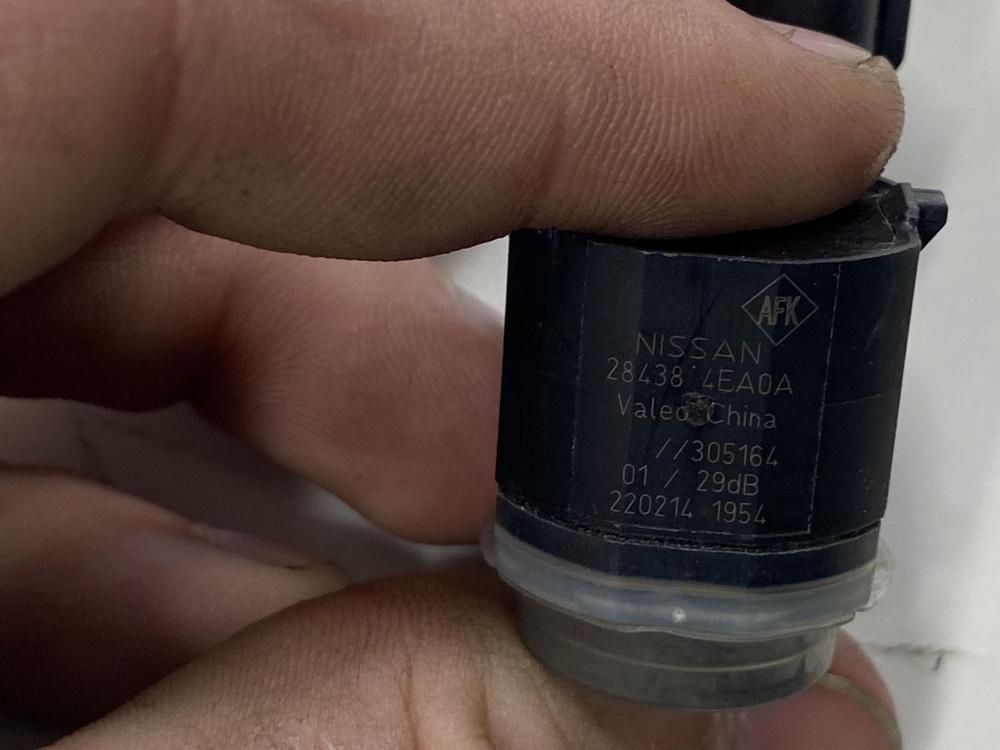 AFK
NISSAN
28438 4EA0A
Valeo China
//305164
01 / 29dB
220214 1954